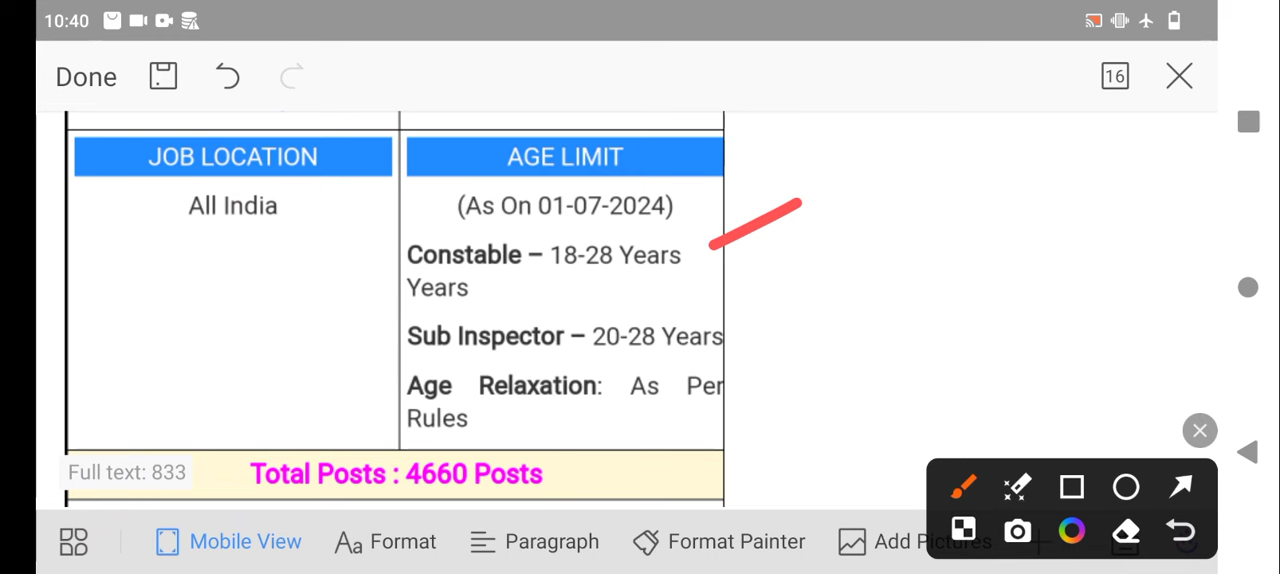 10:40
Done
16
JOB LOCATION
All India
AGE LIMIT
(As On 01-07-2024)
Constable – 18-28 Years
Years
Sub Inspector – 20-28 Years
Age Relaxation: As Per
Rules
Full text: 833
Total Posts : 4660 Posts
Mobile View
Aa Format
Paragraph
Format Painter
Add Pictures